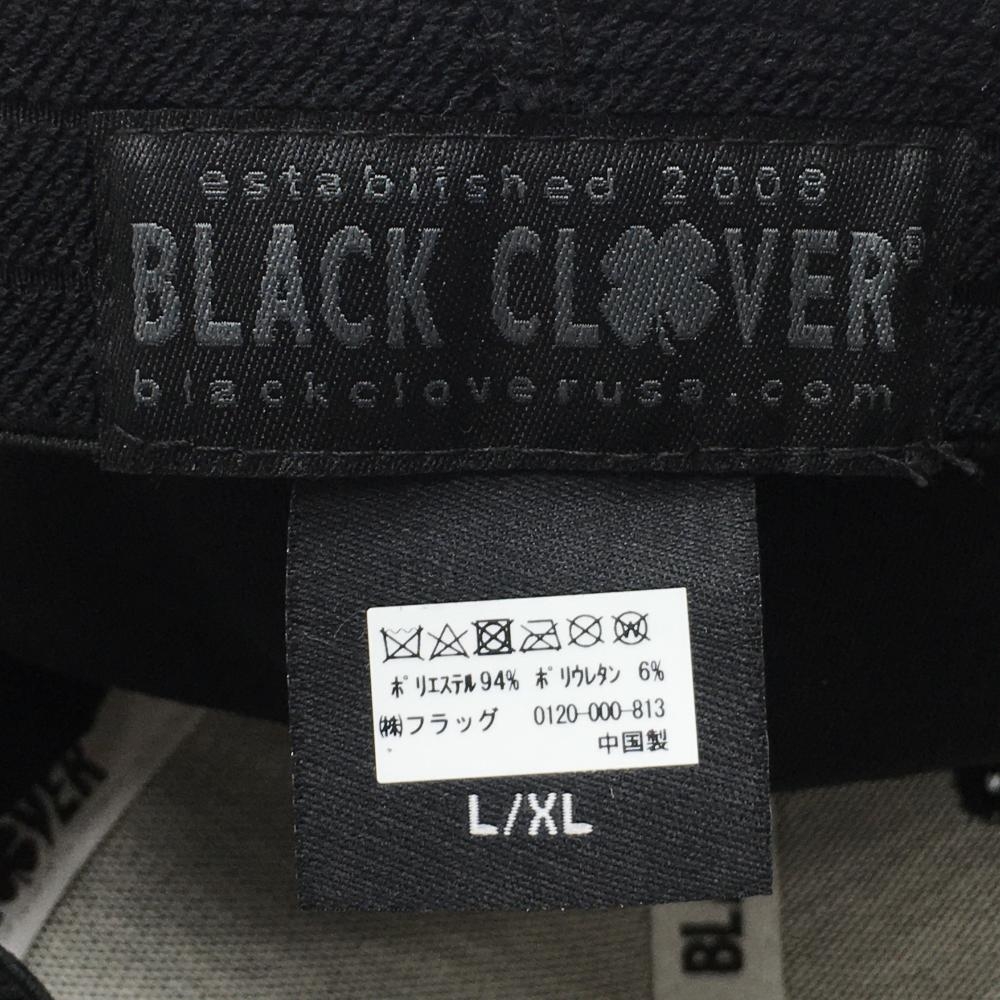 established 2008
BLACK CLOVER®
blackcloverusa.com
ポリエステル94% ポリウレタン 6%
㈱フラッグ 0120-000-813
中国製
L/XL
OVER
BL